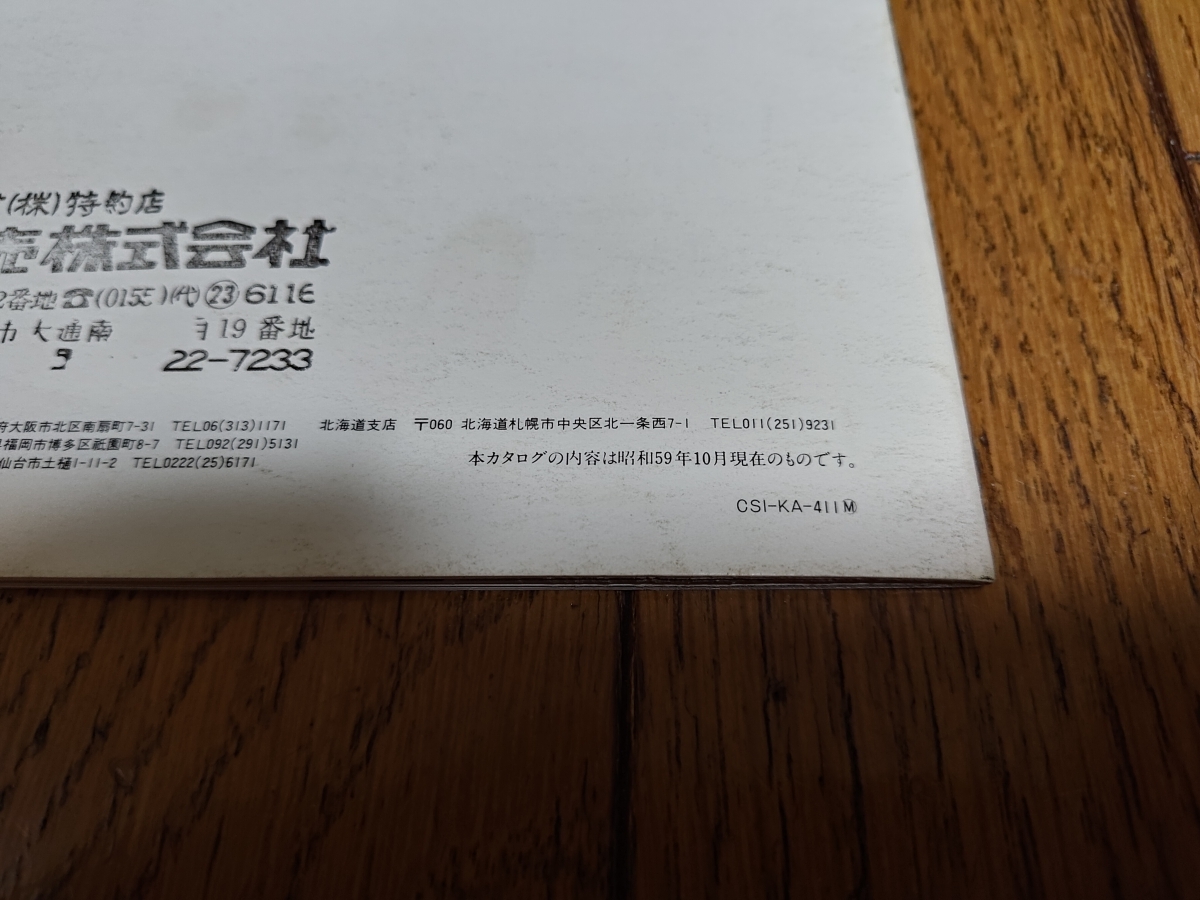 (株)特約店
株式会社
2番地☎(0155)(代)㉓6116
市大通南 19番地
22-7233
府大阪市北区南扇町7-31 TEL06(313)1171 北海道支店 〒060 北海道札幌市中央区北一条西7-1 TEL011(251)9231
福岡市博多区祇園町8-7 TEL092(291)5131
仙台市土樋1-11-2 TEL0222(25)6171
本カタログの内容は昭和59年10月現在のものです。
CSI-KA-411Ⓜ